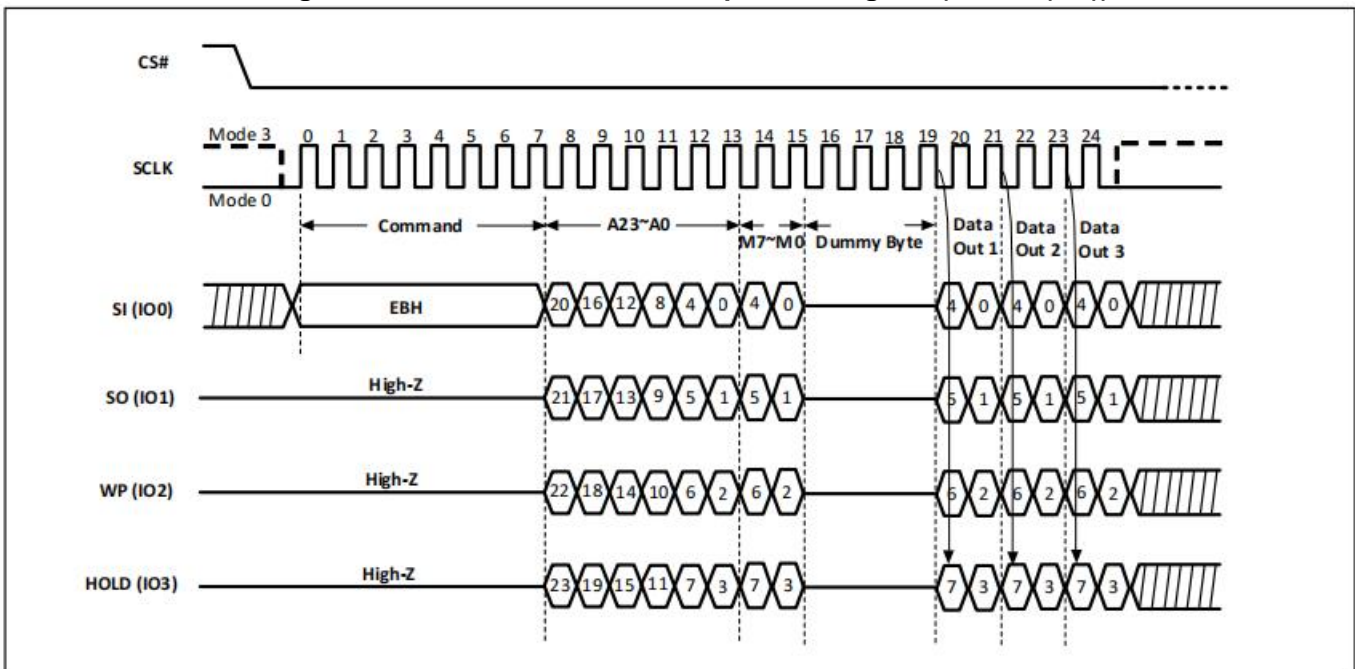 CS#
Mode 3
0 1 2 3 4 5 6 7 8 9 10 11 12 13 14 15 16 17 18 19 20 21 22 23 24
SCLK
Mode 0
Command A23~A0 M7~M0 Dummy Byte Data Out 1 Data Out 2 Data Out 3
SI (IO0) EBH 20 16 12 8 4 0 4 0 4 0 4 0 4 0
High-Z
SO (IO1) 21 17 13 9 5 1 5 1 5 1 5 1 5 1
High-Z
WP (IO2) 22 18 14 10 6 2 6 2 6 2 6 2 6 2
High-Z
HOLD (IO3) 23 19 15 11 7 3 7 3 7 3 7 3 7 3